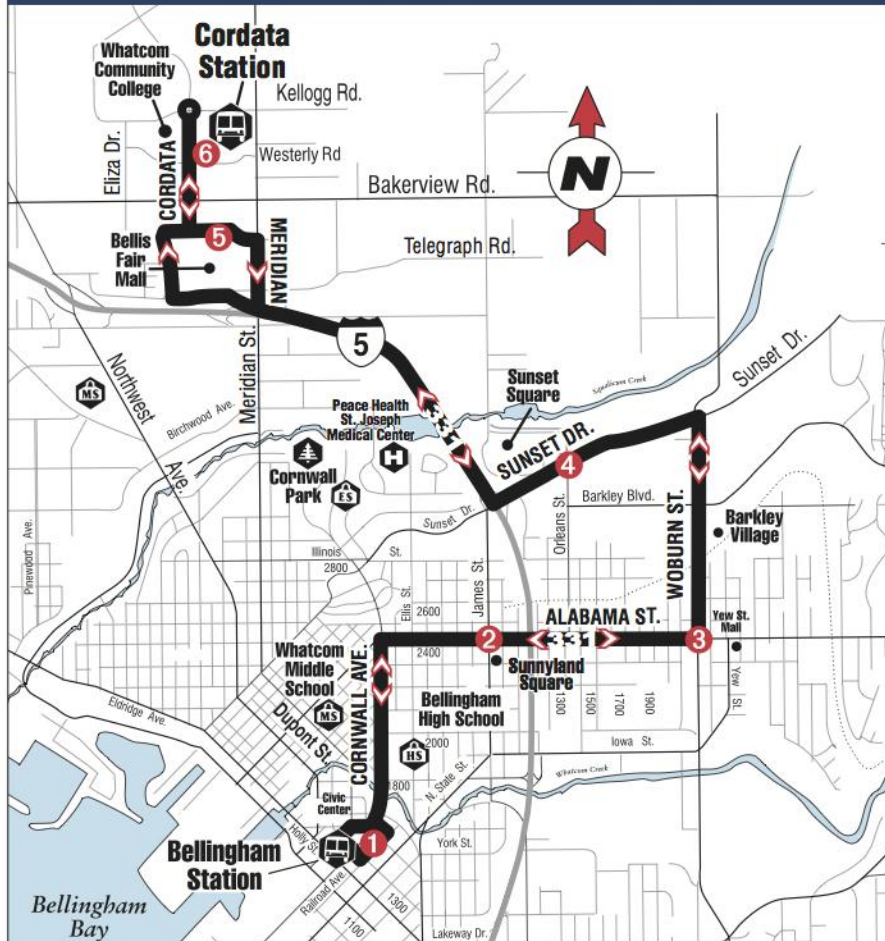 Whatcom
Community
College
Cordata
Station
Kellogg Rd.
6
Westerly Rd
Eliza Dr.
CORDATA
N
Bakerview Rd.
5
MERIDIAN
Telegraph Rd.
Bellis
Fair
Mall
5
Meridian St.
Northwest
Ave.
MS
Birchwood Ave.
Peace Health
St. Joseph
Medical Center
H
331
Sunset
Square
Squalicum Creek
Sunset Dr.
SUNSET DR.
4
Cornwall
Park
ES
Sunset Dr.
Orleans St.
Barkley Blvd.
WOBURN ST.
Barkley
Village
Pinewood Ave.
Illinois
St.
2800
Ellis St.
2600
James St.
ALABAMA ST.
Yew St.
Mall
2
331
3
2400
Whatcom
Middle
School
MS
CORNWALL AVE.
Sunnyland
Square
Bellingham
High School
HS
1300
1500
1700
1900
Yew St.
Eldridge Ave.
Dupont St.
2000
Iowa St.
1800
N. State St.
Whatcom Creek
Civic
Center
Holly St.
1
York St.
Bellingham
Station
Railroad Ave.
1300
1100
Bellingham
Bay
Lakeway Dr.